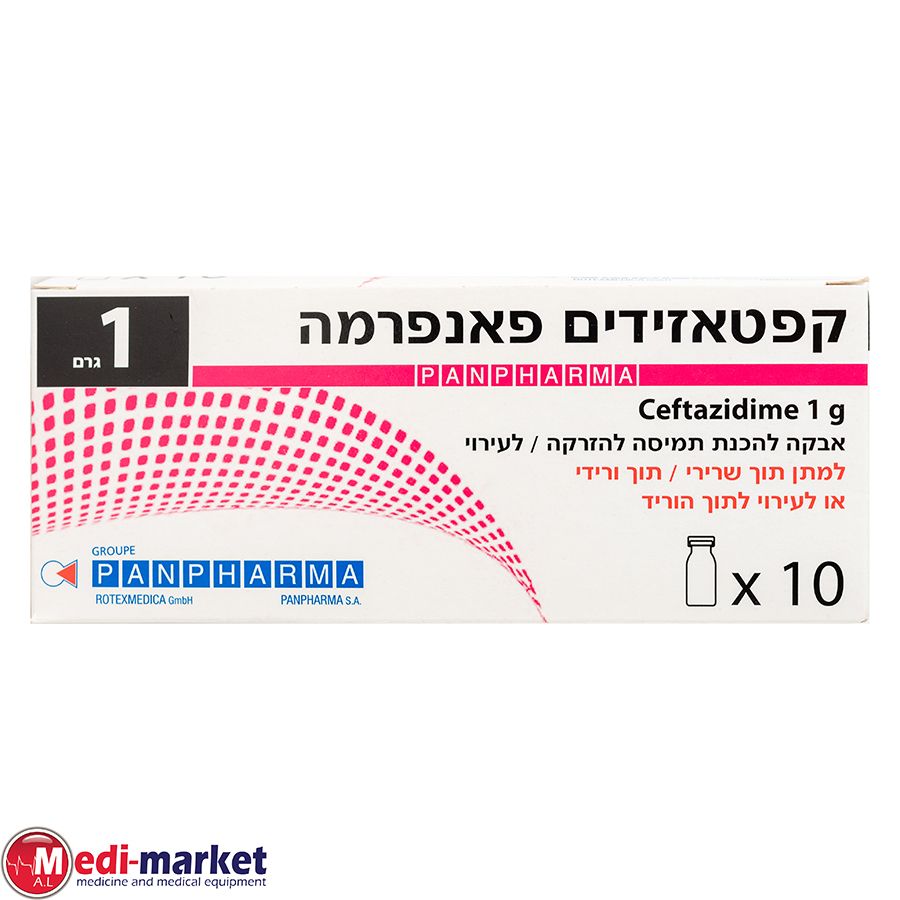 1 גרם
קפטאזידים פאנפרמה
PANPHARMA
Ceftazidime 1 g
אבקה להכנת תמיסה להזרקה / לעירוי
למתן תוך שרירי / תוך ורידי
או לעירוי לתוך הוריד
x 10
GROUPE
PANPHARMA
ROTEXMEDICA GmbH PANPHARMA S.A.
Medi-market
A.L
medicine and medical equipment